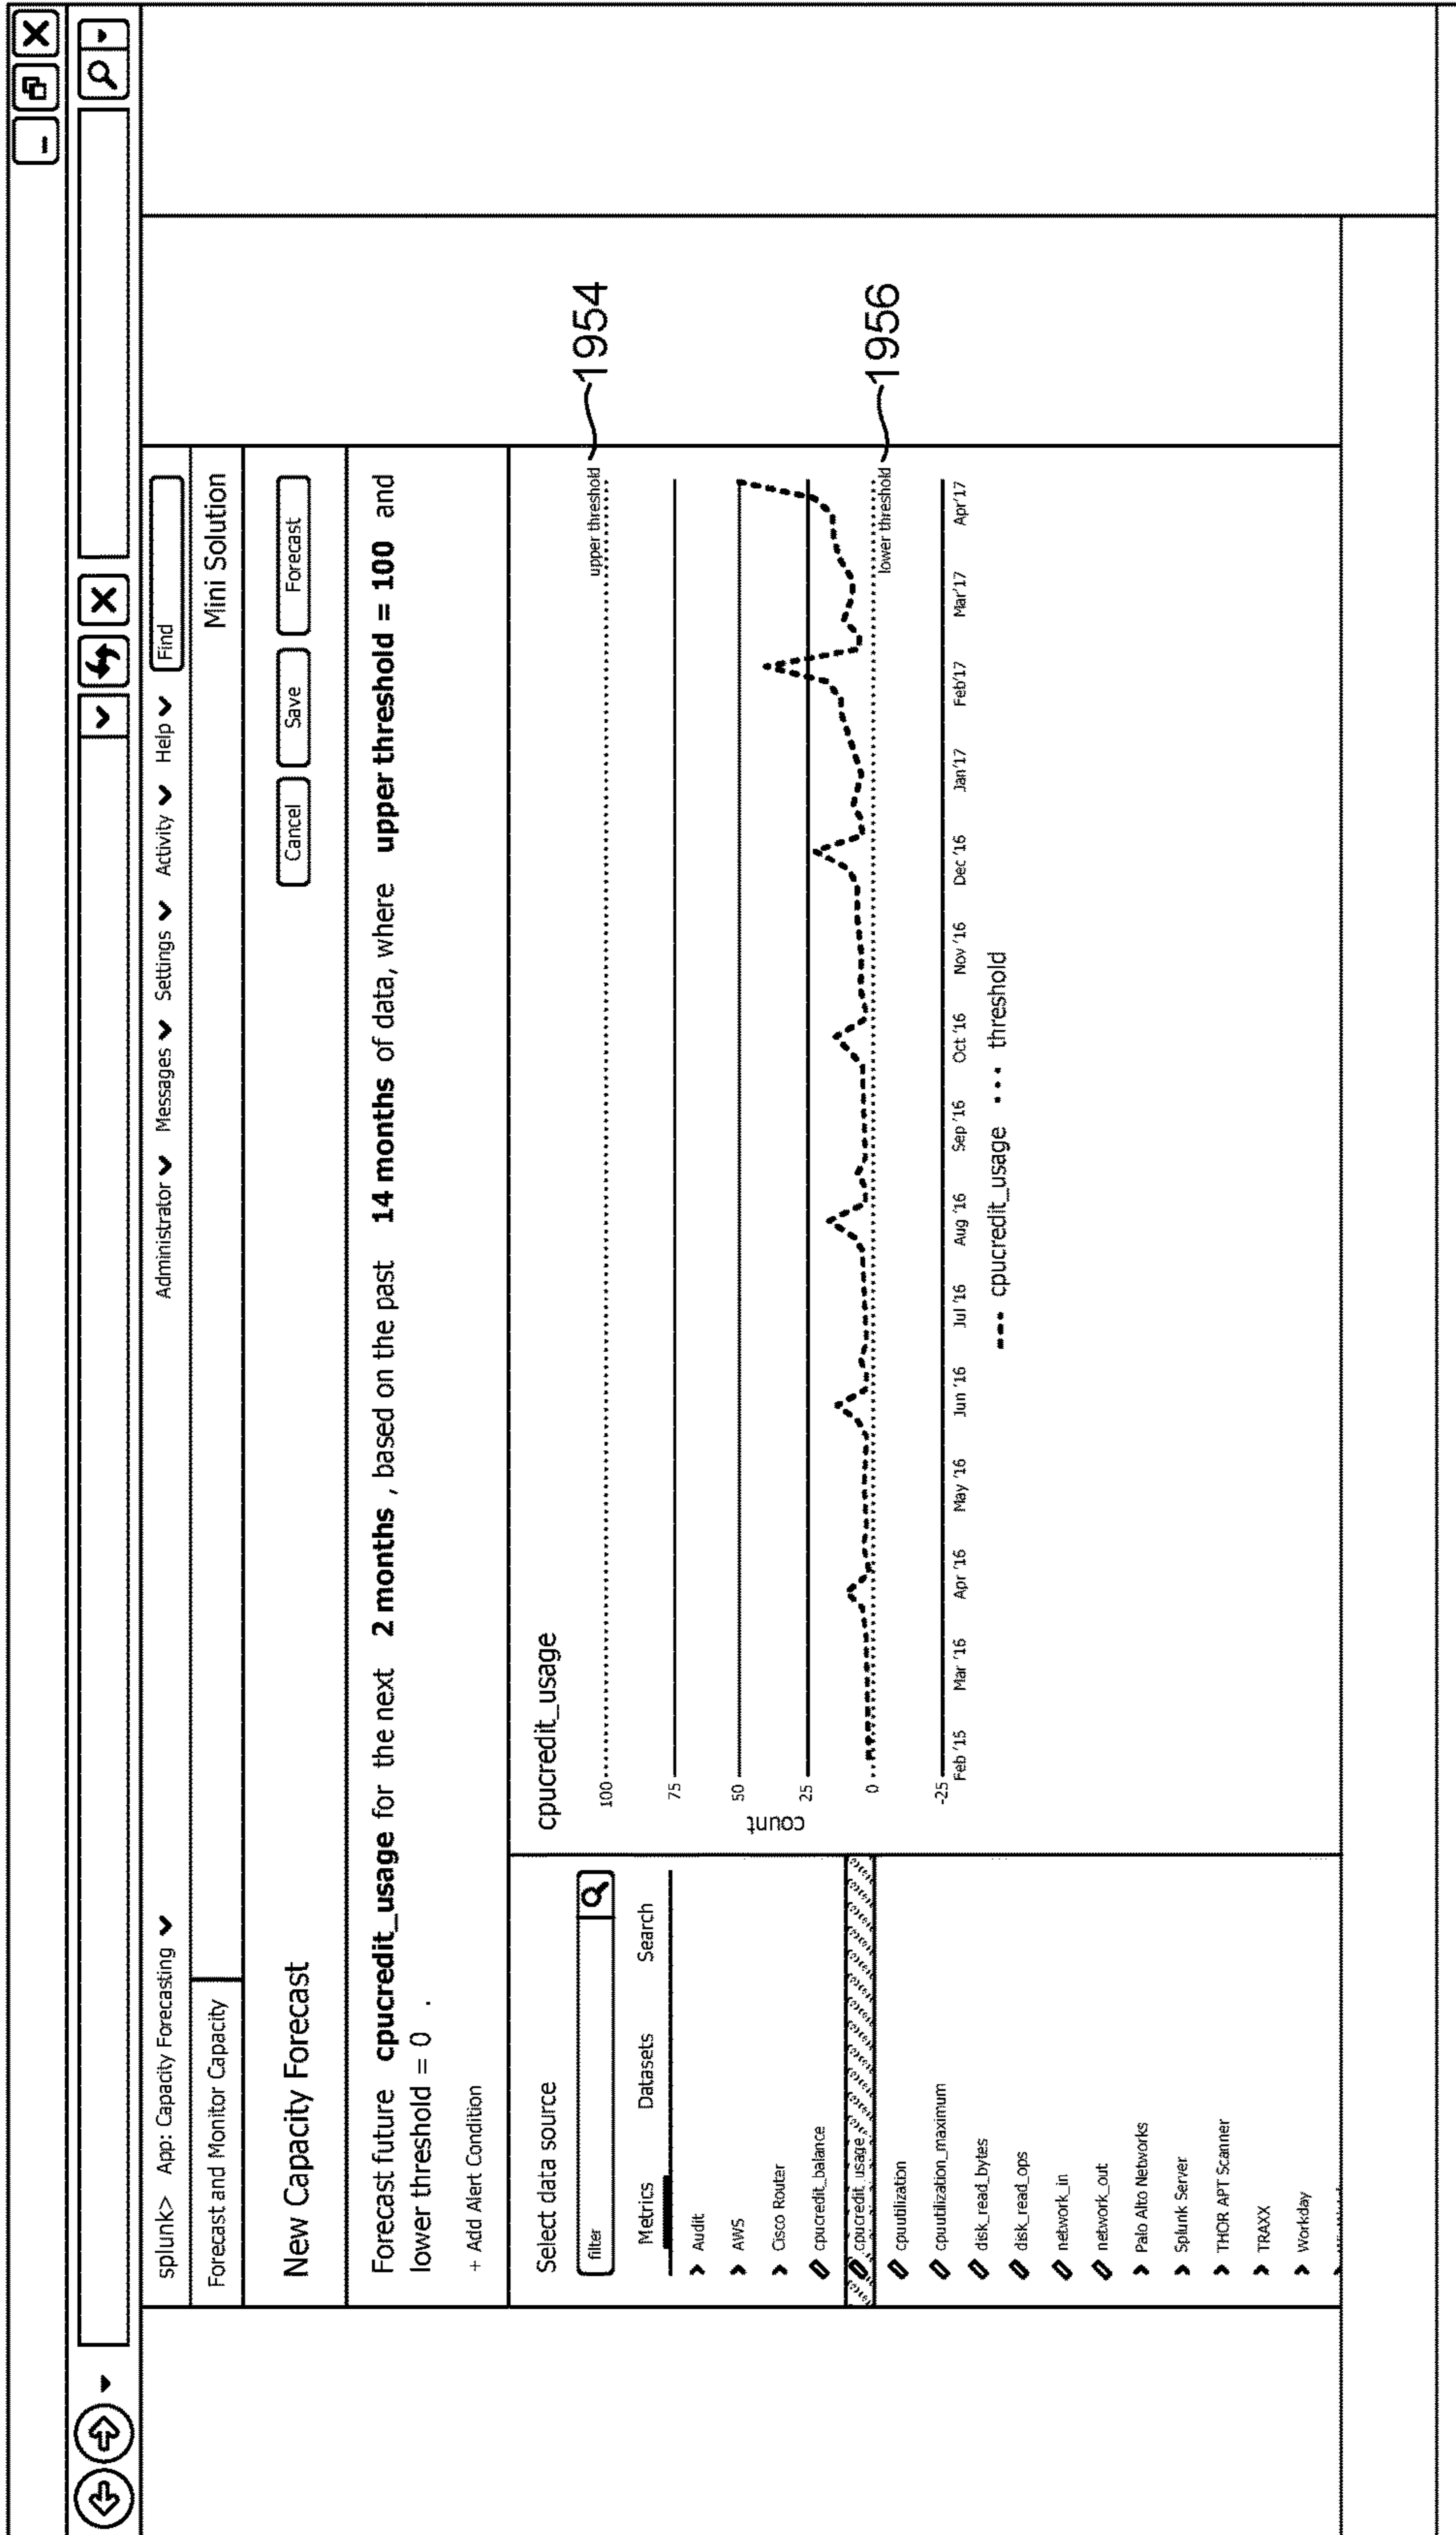 splunk> App: Capacity Forecasting Administrator Messages Settings Activity Help Find
Forecast and Monitor Capacity Mini Solution
New Capacity Forecast Cancel Save Forecast
Forecast future cpucredit_usage for the next 2 months , based on the past 14 months of data, where upper threshold = 100 and
lower threshold = 0 .
+ Add Alert Condition
Select data source
filter
Metrics Datasets Search
Audit
AWS
Cisco Router
cpucredit_balance
cpucredit_usage
cpuutilization
cpuutilization_maximum
disk_read_bytes
disk_read_ops
network_in
network_out
Palo Alto Networks
Splunk Server
THOR APT Scanner
TRAXX
Workday
cpucredit_usage
upper threshold
1954
100
75
50
25
0
-25
count
lower threshold
1956
Feb '15 Mar '16 Apr '16 May '16 Jun '16 Jul '16 Aug '16 Sep '16 Oct '16 Nov '16 Dec '16 Jan'17 Feb'17 Mar'17 Apr'17
cpucredit_usage threshold